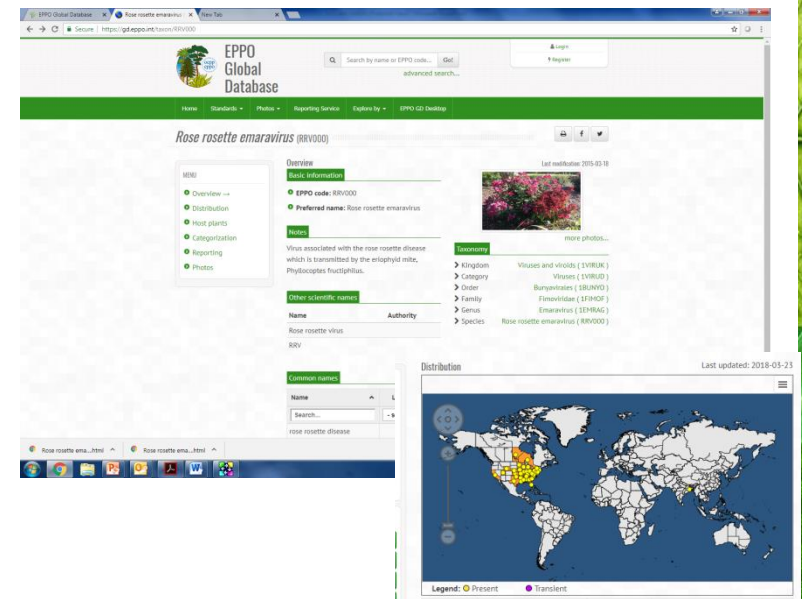 EPPO Global Database
Rose rosette emaravirus (
New Tab
Secure | https://gd.eppo.int/taxon/RRV000
EPPO
Global
Database
Search by name or EPPO code... Go!
advanced search...
Login
Register
Home Standards Photos Reporting Service Explore by EPPO GD Desktop
Rose rosette emaravirus (RRV000)
MENU
Overview
Distribution
Host plants
Categorization
Reporting
Photos
Overview
Basic information
EPPO code: RRV000
Preferred name: Rose rosette emaravirus
Notes
Virus associated with the rose rosette disease
which is transmitted by the eriophyid mite,
Phyllocoptes fructiphilus.
Other scientific names
Name Authority
Rose rosette virus
RRV
Common names
Name L
Search... - s
rose rosette disease
Last modification: 2015-03-18
more photos...
Taxonomy
Kingdom Viruses and viroids ( 1VIRUK )
Category Viruses ( 1VIRUD )
Order Bunyavirales ( 1BUNYO )
Family Fimoviridae ( 1FIMOF )
Genus Emaravirus ( 1EMRAG )
Species Rose rosette emaravirus ( RRV000 )
Rose rosette ema...html
Rose rosette ema...html
Distribution
Last updated: 2018-03-23
Legend: Present Transient